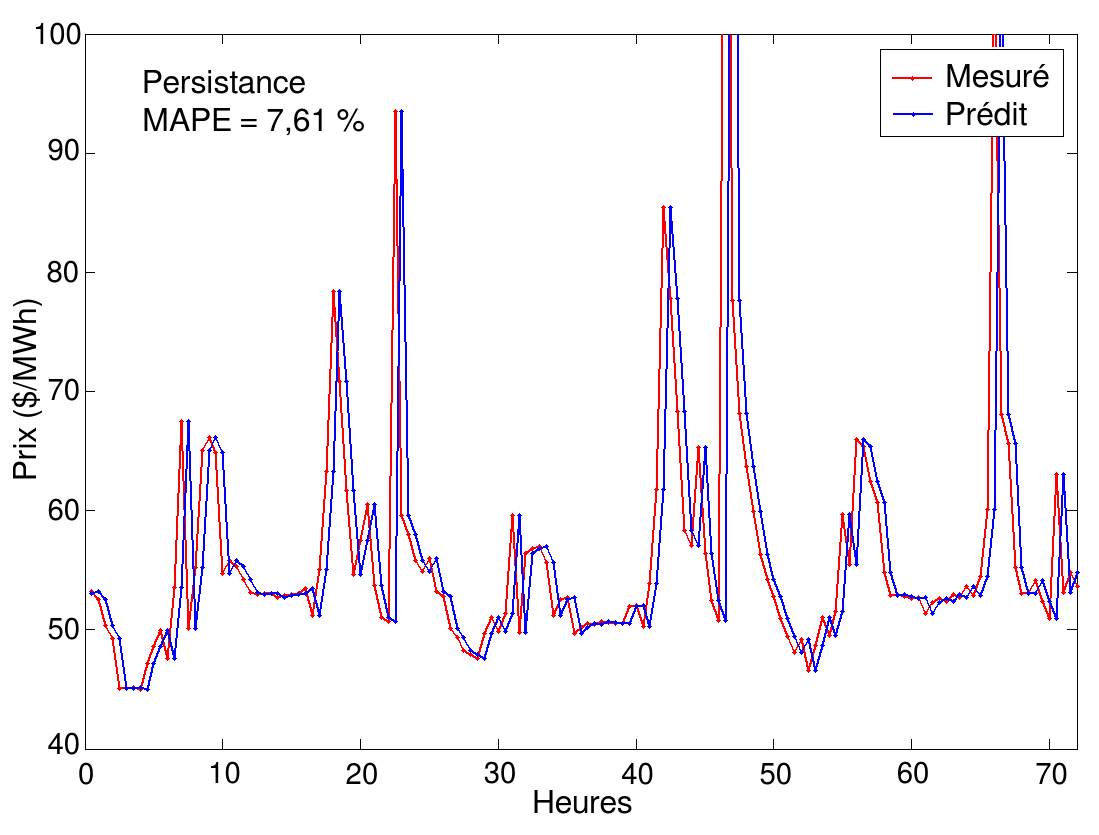 Persistance
MAPE = 7,61 %
Mesuré
Prédit
100
90
80
70
60
50
40
Prix ($/MWh)
0 10 20 30 40 50 60 70
Heures